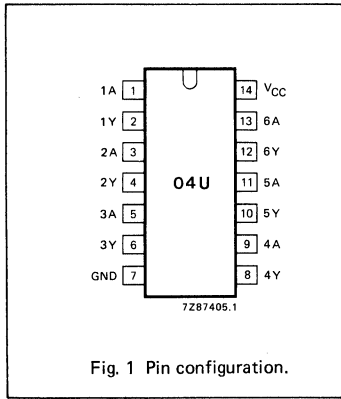 1A 1 14 VCC
1Y 2 13 6A
2A 3 12 6Y
2Y 4 04U 11 5A
3A 5 10 5Y
3Y 6 9 4A
GND 7 8 4Y
7Z87405.1
Fig. 1 Pin configuration.